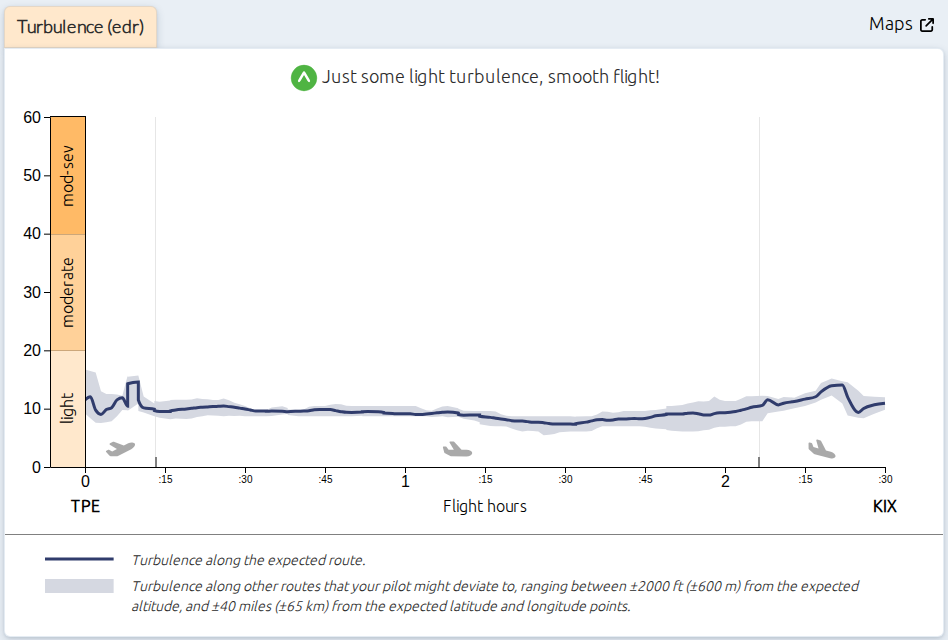 Turbulence (edr)
Maps
Just some light turbulence, smooth flight!
60
50
40
30
20
10
0
mod-sev
moderate
light
0 :15 :30 :45 1 :15 :30 :45 2 :15 :30
TPE Flight hours KIX
Turbulence along the expected route.
Turbulence along other routes that your pilot might deviate to, ranging between ±2000 ft (±600 m) from the expected
altitude, and ±40 miles (±65 km) from the expected latitude and longitude points.